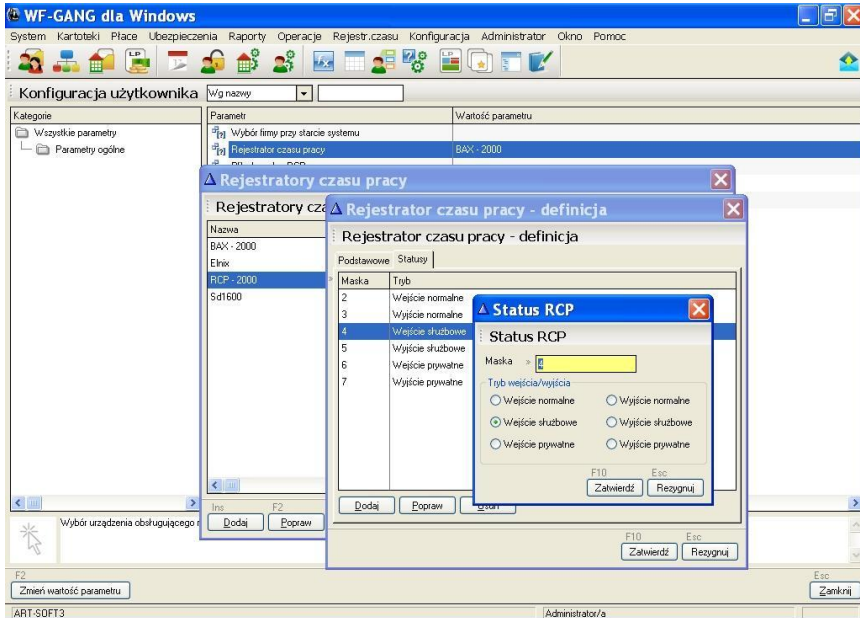 WF-GANG dla Windows
System Kartoteki Płace Ubezpieczenia Raporty Operacje Rejestr.czasu Konfiguracja Administrator Okno Pomoc
Konfiguracja użytkownika Wg nazwy
Kategorie
Wszystkie parametry
Parametry ogólne
Parametr Wartość parametru
Wybór firmy przy starcie systemu
Rejestrator czasu pracy BAX - 2000
Rejestratory czasu pracy
Rejestratory cza
Nazwa
BAX - 2000
Elnix
RCP - 2000
Sd1600
Ins F2
Dodaj Popraw
Rejestrator czasu pracy - definicja
Rejestrator czasu pracy - definicja
Podstawowe Statusy
Maska Tryb
2 Wejście normalne
3 Wyjście normalne
4 Wejście służbowe
5 Wyjście służbowe
6 Wejście prywatne
7 Wyjście prywatne
Dodaj Popraw Usuń
F10 Esc
Zatwierdź Rezygnuj
Status RCP
Status RCP
Maska » 4
Tryb wejścia/wyjścia
Wejście normalne Wyjście normalne
Wejście służbowe Wyjście służbowe
Wejście prywatne Wyjście prywatne
F10 Esc
Zatwierdź Rezygnuj
Wybór urządzenia obsługującego r
F2 Esc
Zmień wartość parametru Zamknij
ART-SOFT3 Administrator/a